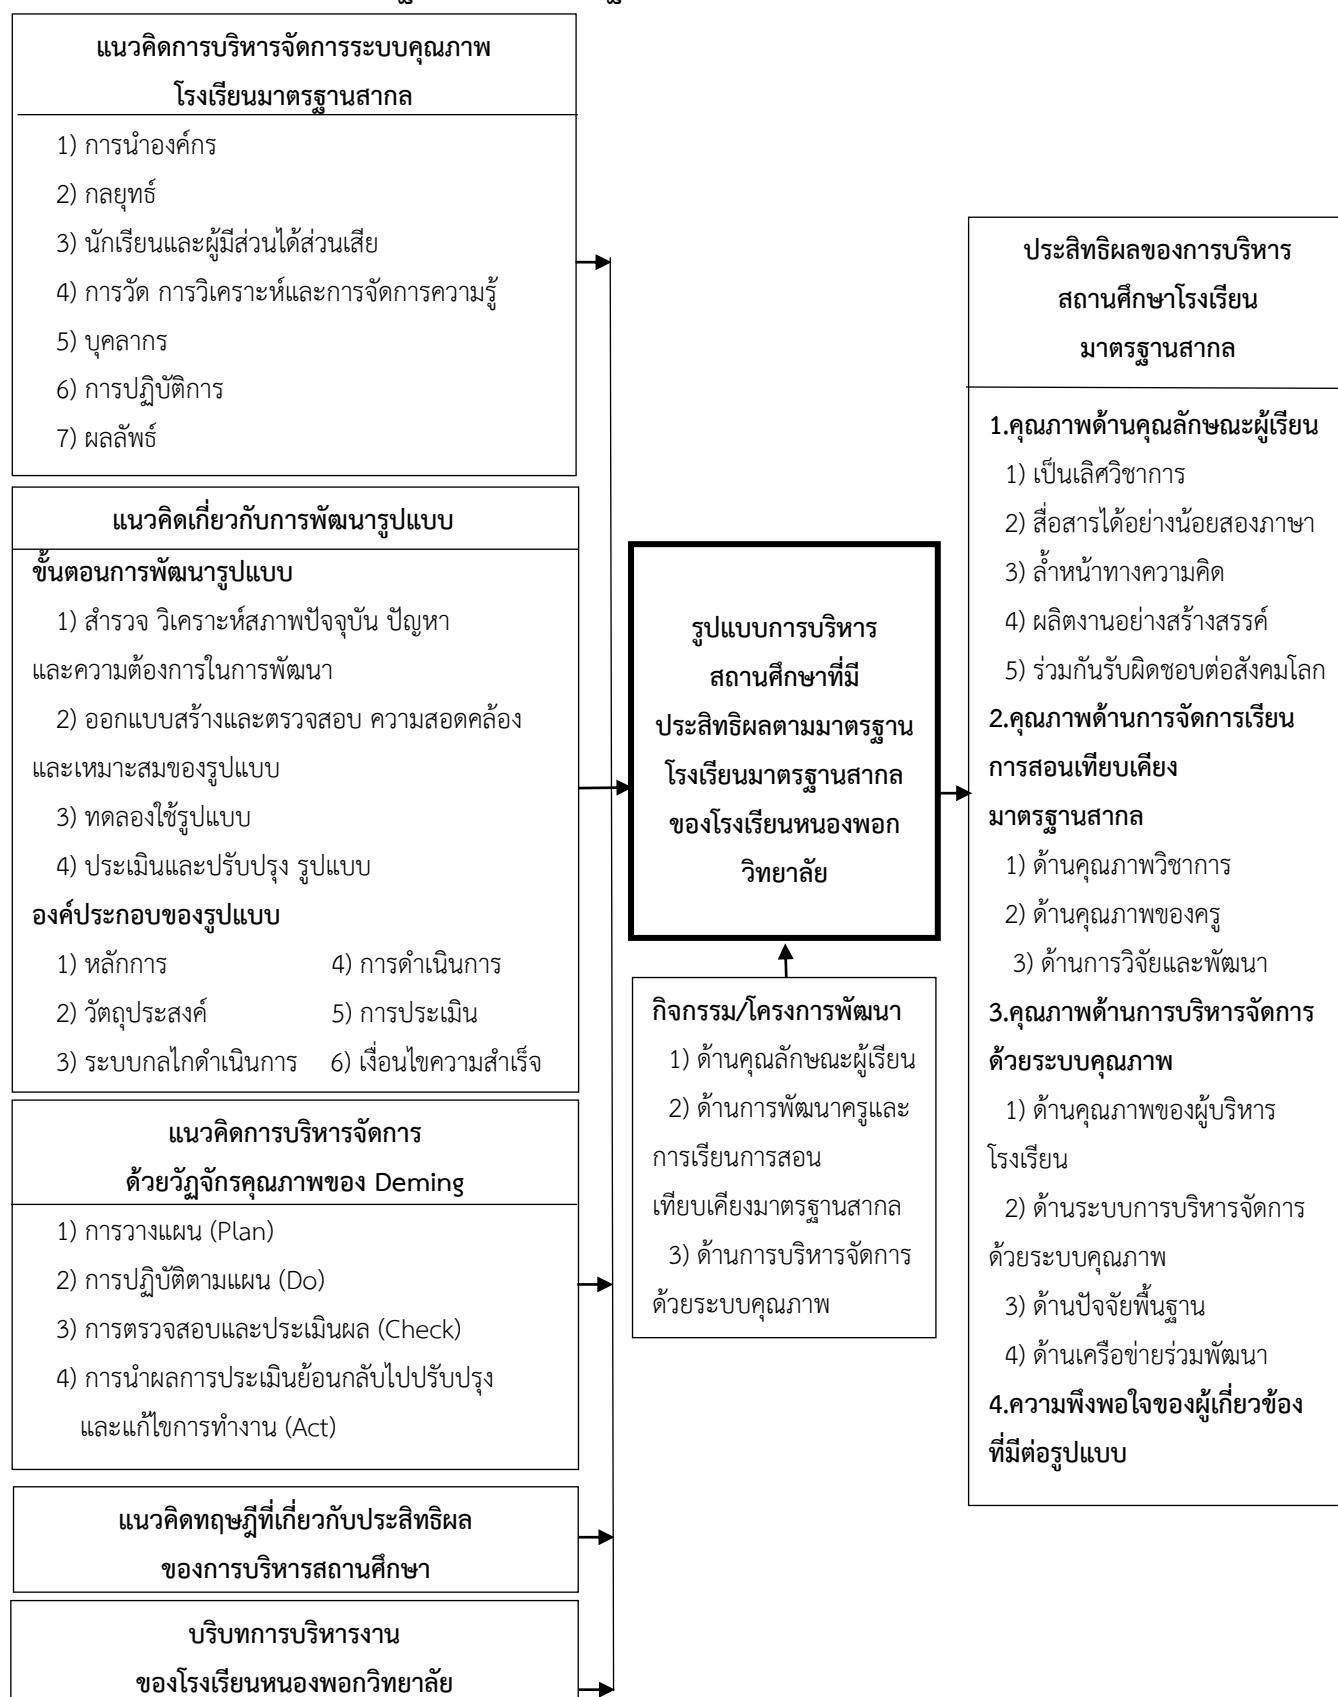 แนวคิดการบริหารจัดการระบบคุณภาพ
โรงเรียนมาตรฐานสากล
1) การนำองค์กร
2) กลยุทธ์
3) นักเรียนและผู้มีส่วนได้ส่วนเสีย
4) การวัด การวิเคราะห์และการจัดการความรู้
5) บุคลากร
6) การปฏิบัติการ
7) ผลลัพธ์
แนวคิดเกี่ยวกับการพัฒนารูปแบบ
ขั้นตอนการพัฒนารูปแบบ
1) สำรวจ วิเคราะห์สภาพปัจจุบัน ปัญหา
และความต้องการในการพัฒนา
2) ออกแบบสร้างและตรวจสอบ ความสอดคล้อง
และเหมาะสมของรูปแบบ
3) ทดลองใช้รูปแบบ
4) ประเมินและปรับปรุง รูปแบบ
องค์ประกอบของรูปแบบ
1) หลักการ 4) การดำเนินการ
2) วัตถุประสงค์ 5) การประเมิน
3) ระบบกลไกดำเนินการ 6) เงื่อนไขความสำเร็จ
แนวคิดการบริหารจัดการ
ด้วยวัฏจักรคุณภาพของ Deming
1) การวางแผน (Plan)
2) การปฏิบัติตามแผน (Do)
3) การตรวจสอบและประเมินผล (Check)
4) การนำผลการประเมินย้อนกลับไปปรับปรุง
และแก้ไขการทำงาน (Act)
แนวคิดทฤษฎีที่เกี่ยวกับประสิทธิผล
ของการบริหารสถานศึกษา
บริบทการบริหารงาน
ของโรงเรียนหนองพอกวิทยาลัย
รูปแบบการบริหาร
สถานศึกษาที่มี
ประสิทธิผลตามมาตรฐาน
โรงเรียนมาตรฐานสากล
ของโรงเรียนหนองพอก
วิทยาลัย
กิจกรรม/โครงการพัฒนา
1) ด้านคุณลักษณะผู้เรียน
2) ด้านการพัฒนาครูและ
การเรียนการสอน
เทียบเคียงมาตรฐานสากล
3) ด้านการบริหารจัดการ
ด้วยระบบคุณภาพ
ประสิทธิผลของการบริหาร
สถานศึกษาโรงเรียน
มาตรฐานสากล
1.คุณภาพด้านคุณลักษณะผู้เรียน
1) เป็นเลิศวิชาการ
2) สื่อสารได้อย่างน้อยสองภาษา
3) ล้ำหน้าทางความคิด
4) ผลิตงานอย่างสร้างสรรค์
5) ร่วมกันรับผิดชอบต่อสังคมโลก
2.คุณภาพด้านการจัดการเรียน
การสอนเทียบเคียง
มาตรฐานสากล
1) ด้านคุณภาพวิชาการ
2) ด้านคุณภาพของครู
3) ด้านการวิจัยและพัฒนา
3.คุณภาพด้านการบริหารจัดการ
ด้วยระบบคุณภาพ
1) ด้านคุณภาพของผู้บริหาร
โรงเรียน
2) ด้านระบบการบริหารจัดการ
ด้วยระบบคุณภาพ
3) ด้านปัจจัยพื้นฐาน
4) ด้านเครือข่ายร่วมพัฒนา
4.ความพึงพอใจของผู้เกี่ยวข้อง
ที่มีต่อรูปแบบ